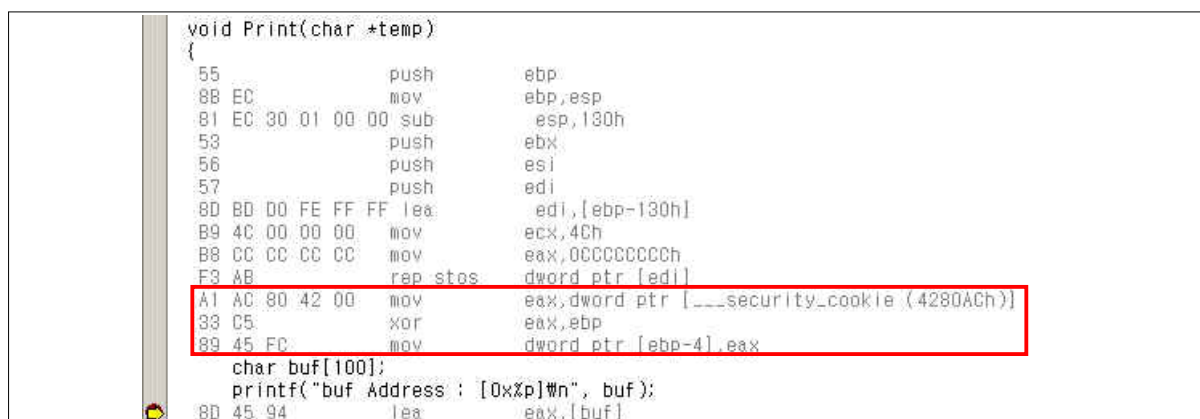 void Print(char *temp)
{
55 push ebp
8B EC mov ebp,esp
81 EC 30 01 00 00 sub esp,130h
53 push ebx
56 push esi
57 push edi
8D BD D0 FE FF FF lea edi,[ebp-130h]
B9 4C 00 00 00 mov ecx,4Ch
B8 CC CC CC CC mov eax,0CCCCCCCCh
F3 AB rep stos dword ptr [edi]
A1 AC 80 42 00 mov eax,dword ptr [___security_cookie (4280ACh)]
33 C5 xor eax,ebp
89 45 FC mov dword ptr [ebp-4],eax
char buf[100];
printf("buf Address : [0x%p]₩n", buf);
8D 45 94 lea eax,[buf]